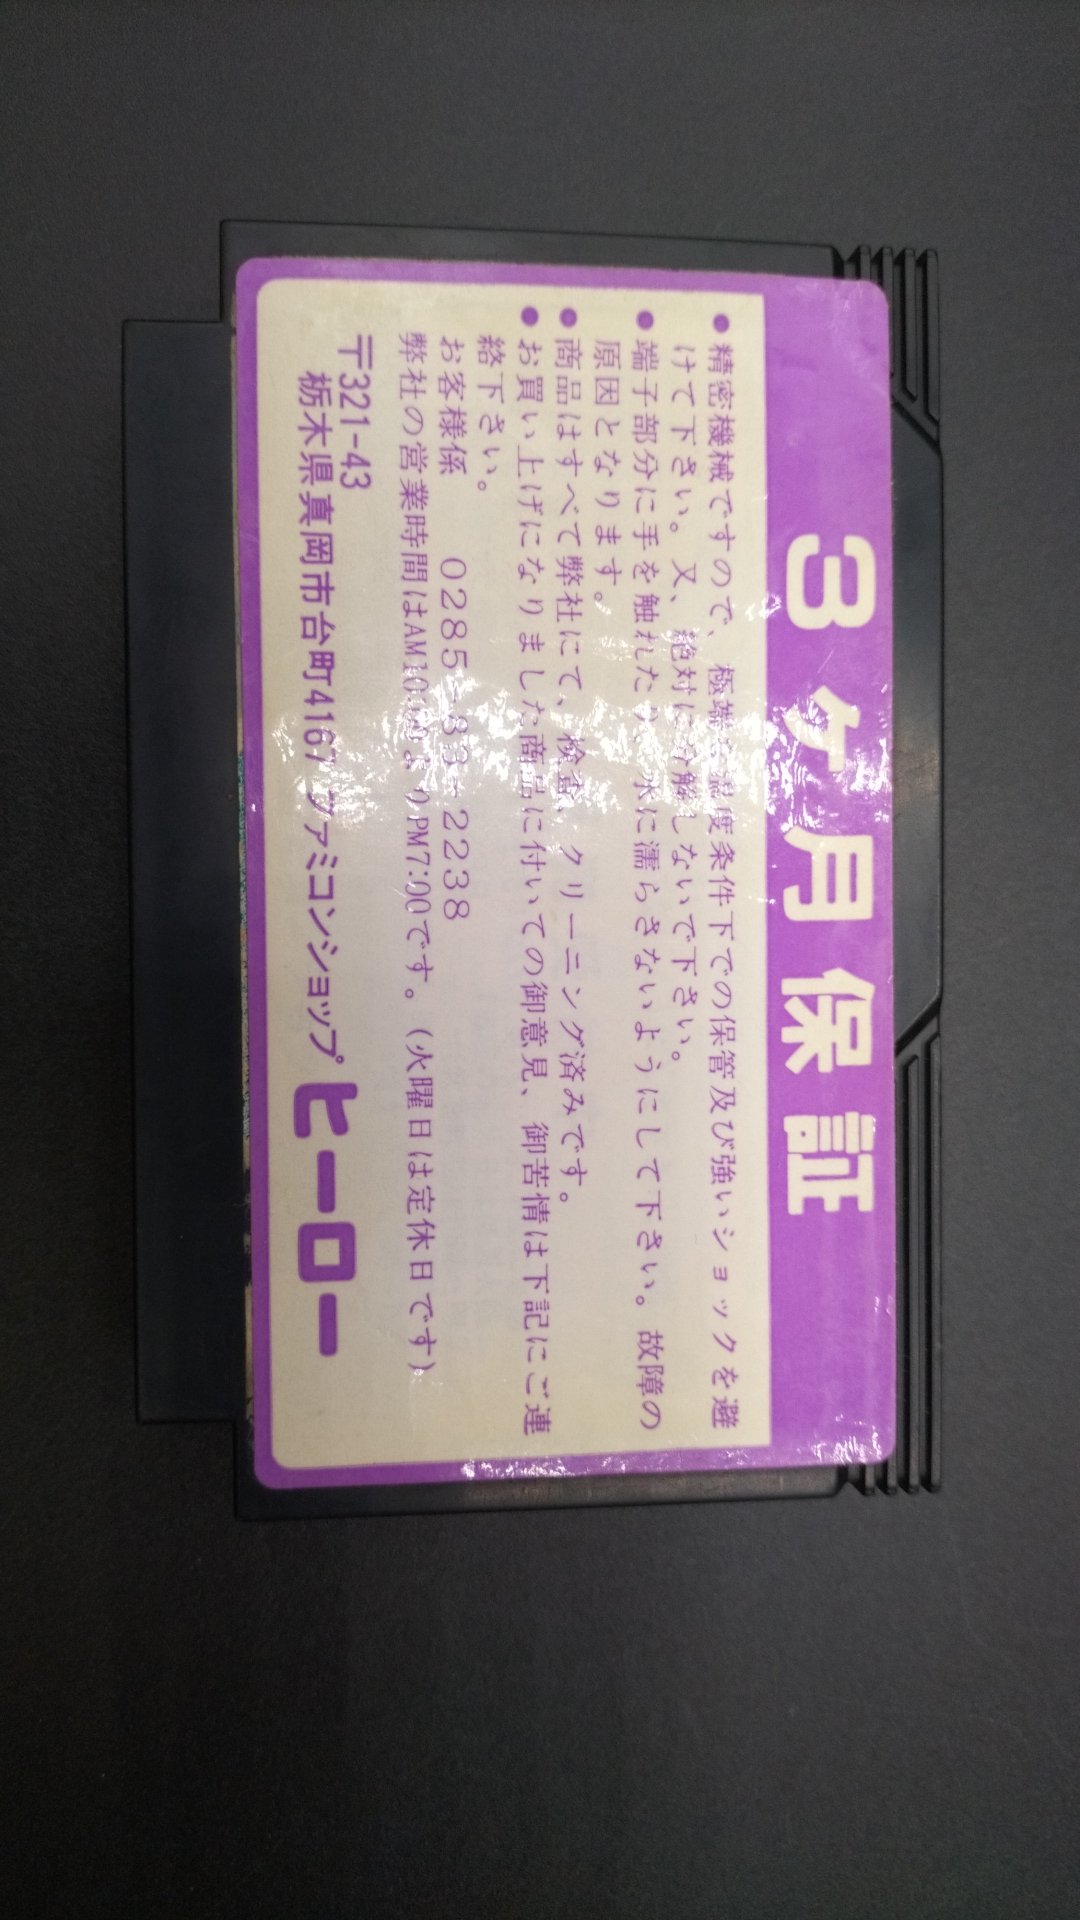 3ヶ月保証
●精密機械ですので、極端な温度条件下での保管及び強いショックを避
けて下さい。又、絶対に分解しないで下さい。
●端子部分に手を触れたり、水に濡らさないようにして下さい。故障の
原因となります。
●商品はすべて弊社にて、検査、クリーニング済みです。
●お買い上げになりました商品に付いての御意見、御苦情は下記にご連
絡下さい。
お客様係 0285-83-2238
弊社の営業時間はAM10:00よりPM7:00です。(火曜日は定休日です)
〒321-43
栃木県真岡市台町4167 ファミコンショップ ヒーロー